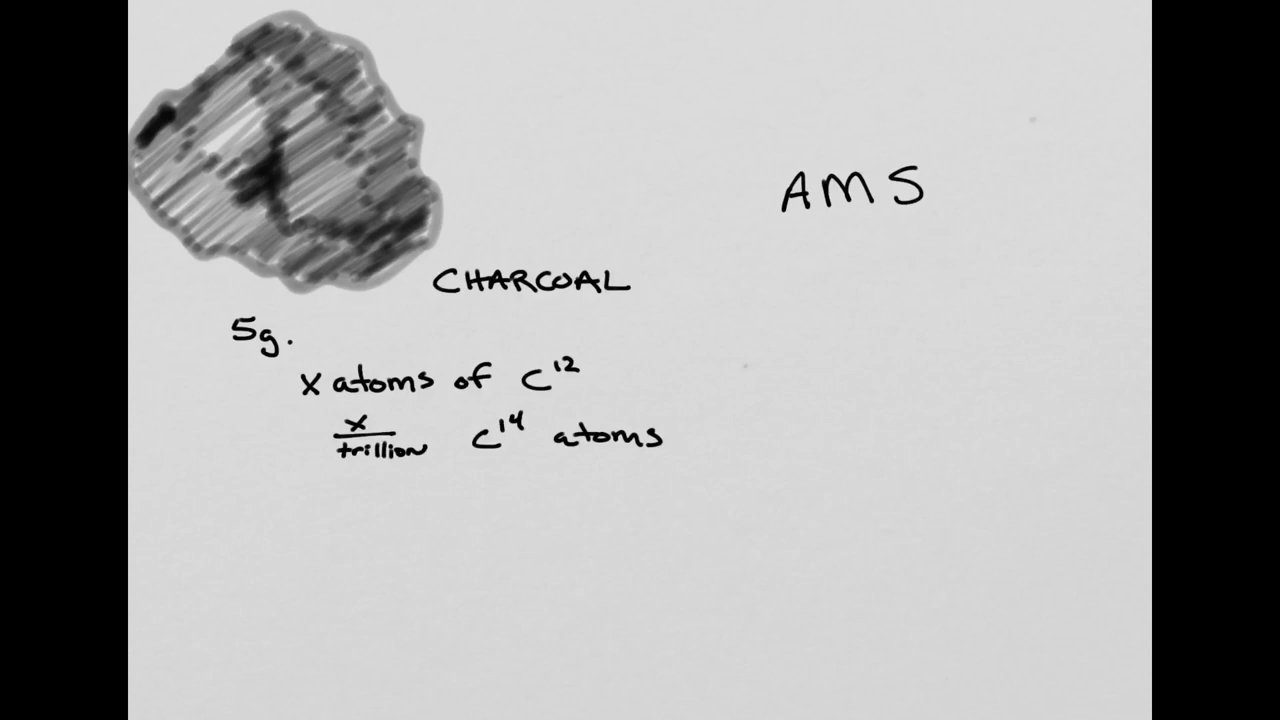 AMS
CHARCOAL
5g.
x atoms of C¹²
x/trillion C¹⁴ atoms